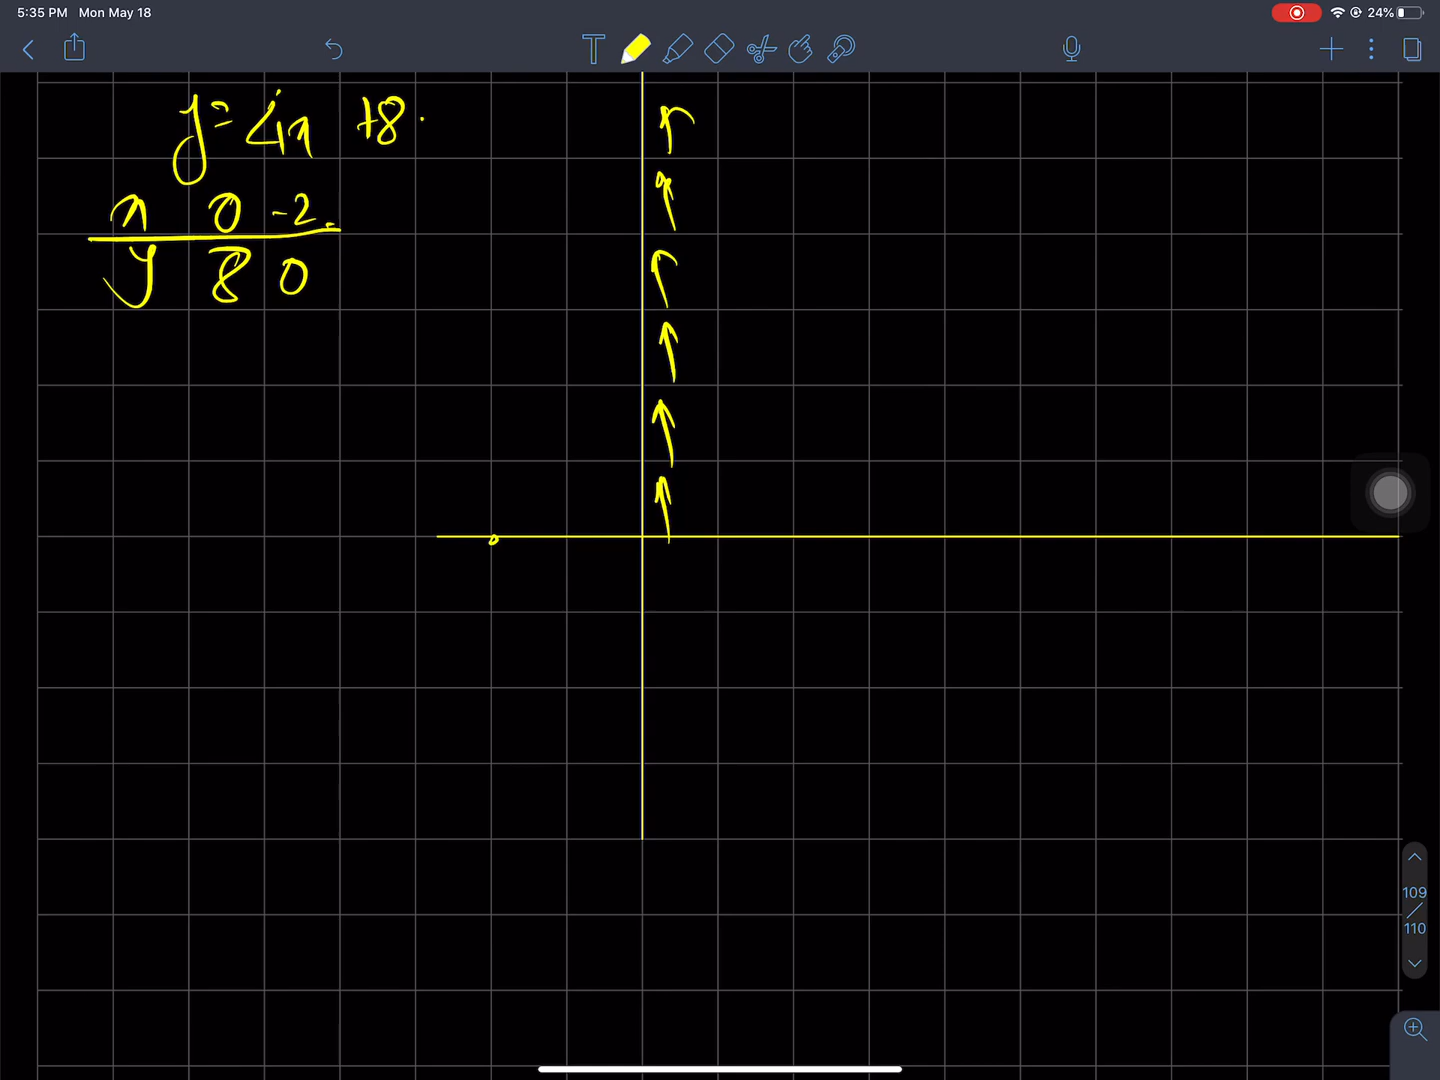 5:35 PM Mon May 18
24%
T
y = 4x +8.
x 0 -2.
y 8 0
109
110